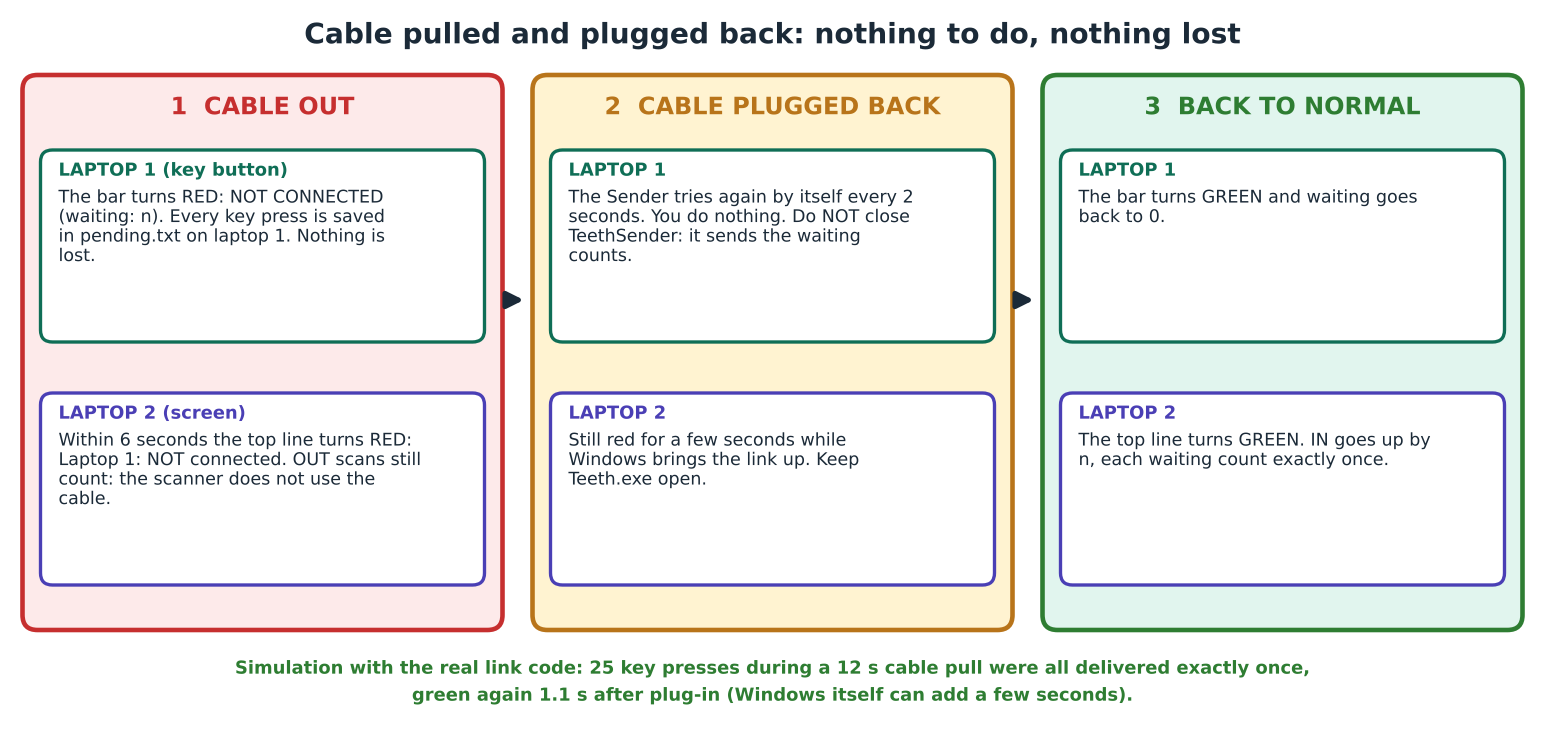 Cable pulled and plugged back: nothing to do, nothing lost
1 CABLE OUT
LAPTOP 1 (key button)
The bar turns RED: NOT CONNECTED
(waiting: n). Every key press is saved
in pending.txt on laptop 1. Nothing is
lost.
LAPTOP 2 (screen)
Within 6 seconds the top line turns RED:
Laptop 1: NOT connected. OUT scans still
count: the scanner does not use the
cable.
2 CABLE PLUGGED BACK
LAPTOP 1
The Sender tries again by itself every 2
seconds. You do nothing. Do NOT close
TeethSender: it sends the waiting
counts.
LAPTOP 2
Still red for a few seconds while
Windows brings the link up. Keep
Teeth.exe open.
3 BACK TO NORMAL
LAPTOP 1
The bar turns GREEN and waiting goes
back to 0.
LAPTOP 2
The top line turns GREEN. IN goes up by
n, each waiting count exactly once.
Simulation with the real link code: 25 key presses during a 12 s cable pull were all delivered exactly once,
green again 1.1 s after plug-in (Windows itself can add a few seconds).